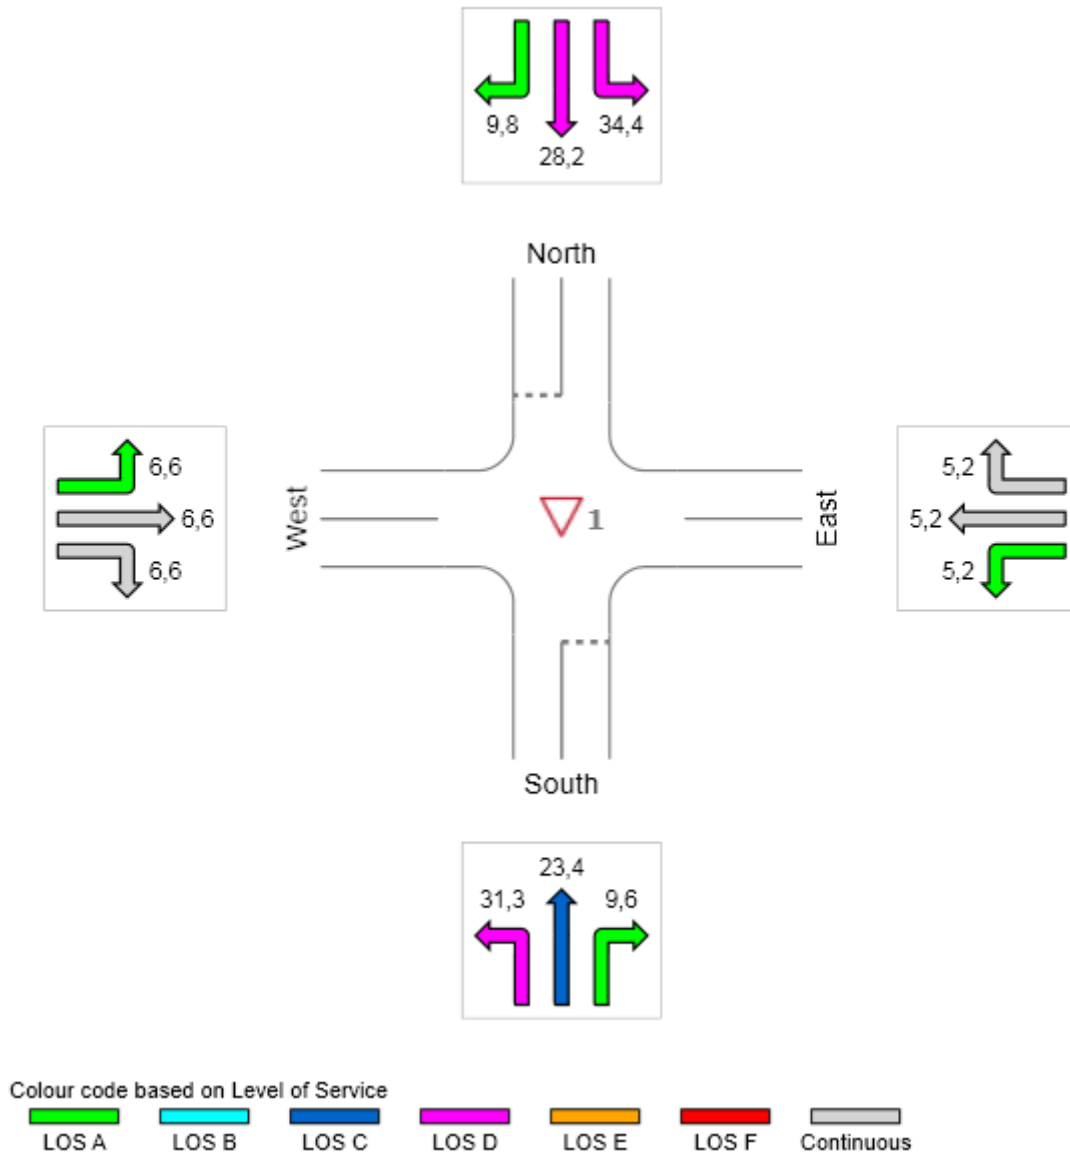 9,8
34,4
28,2
North
6,6
6,6
6,6
West
1
East
5,2
5,2
5,2
South
23,4
31,3
9,6
Colour code based on Level of Service
LOS A
LOS B
LOS C
LOS D
LOS E
LOS F
Continuous